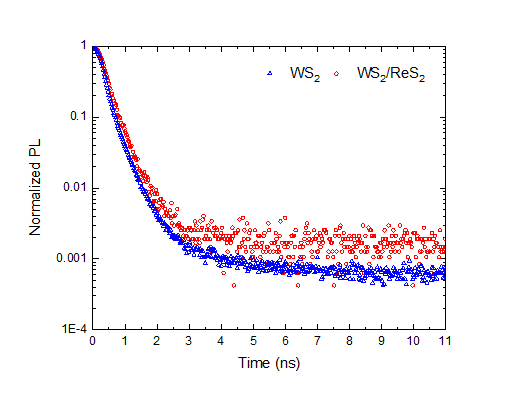 WS₂ WS₂/ReS₂
Normalized PL
1
0.1
0.01
0.001
1E-4
0 1 2 3 4 5 6 7 8 9 10 11
Time (ns)